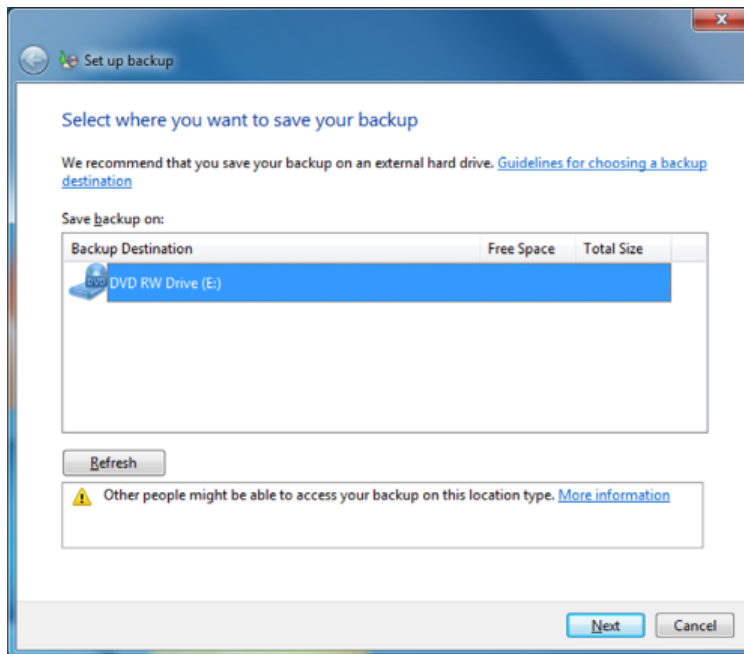 Set up backup
Select where you want to save your backup
We recommend that you save your backup on an external hard drive. Guidelines for choosing a backup
destination
Save backup on:
Backup Destination Free Space Total Size
DVD DVD RW Drive (E:)
Refresh
Other people might be able to access your backup on this location type. More information
Next Cancel